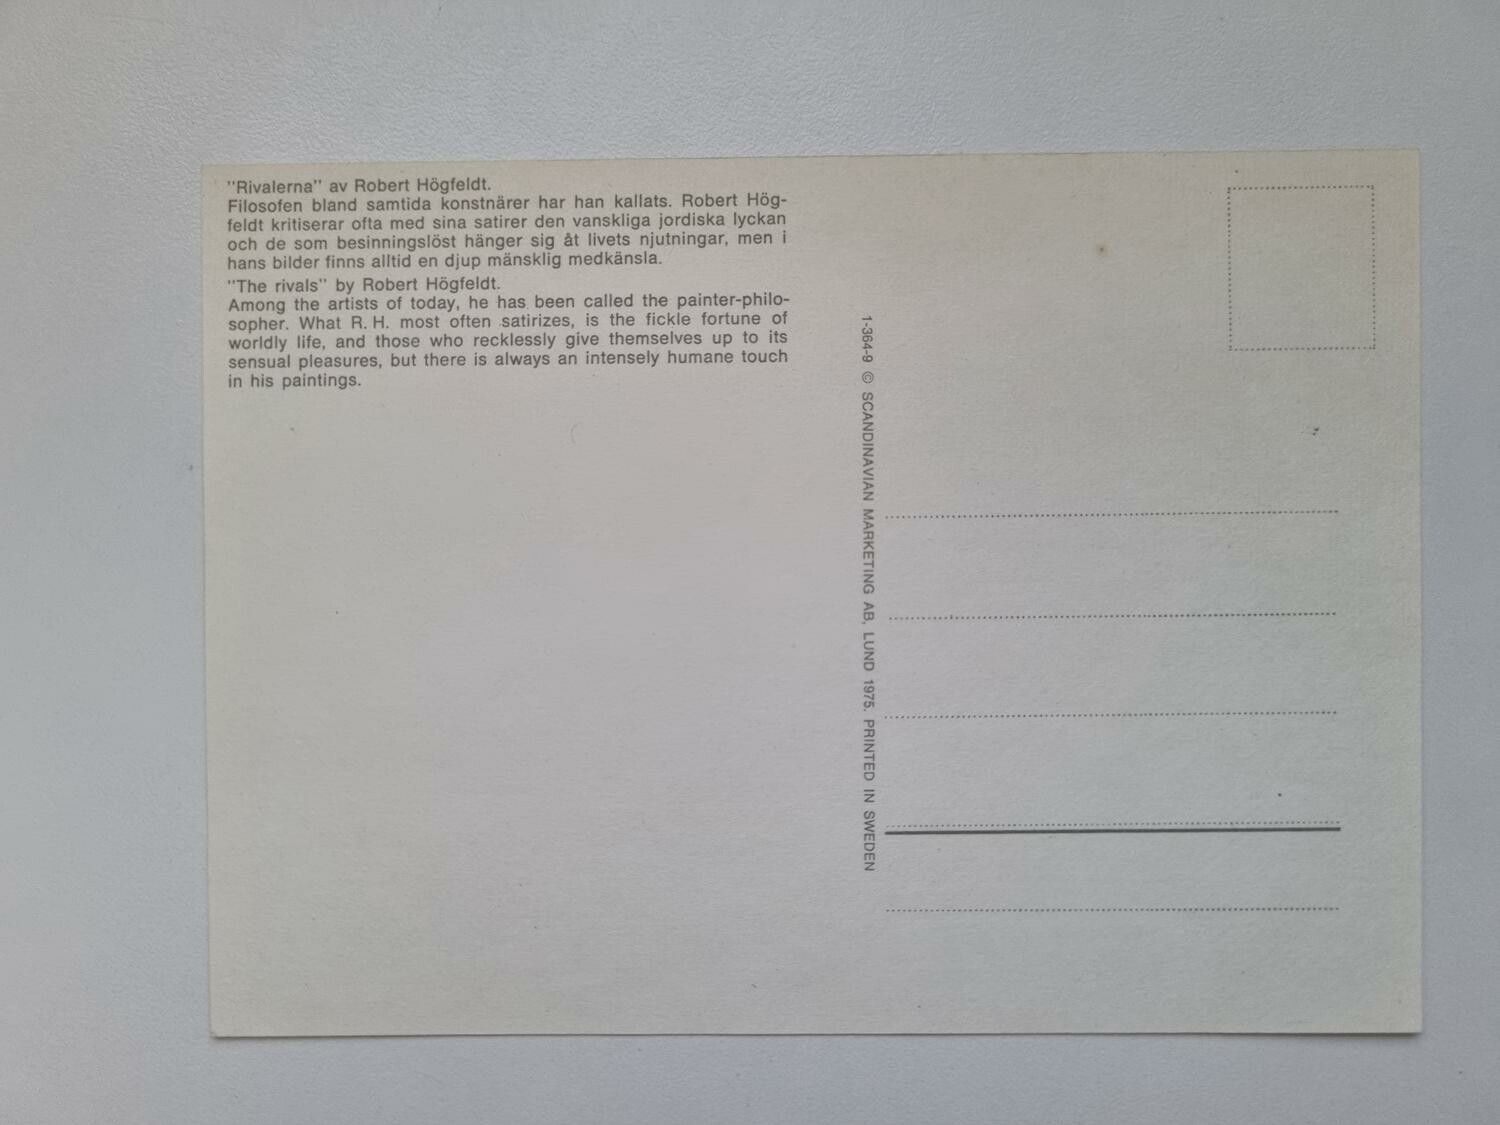 "Rivalerna" av Robert Högfeldt.
Filosofen bland samtida konstnärer har han kallats. Robert Hög-
feldt kritiserar ofta med sina satirer den vanskliga jordiska lyckan
och de som besinningslöst hänger sig åt livets njutningar, men i
hans bilder finns alltid en djup mänsklig medkänsla.
"The rivals" by Robert Högfeldt.
Among the artists of today, he has been called the painter-philo-
sopher. What R. H. most often satirizes, is the fickle fortune of
worldly life, and those who recklessly give themselves up to its
sensual pleasures, but there is always an intensely humane touch
in his paintings.
1-364-9 © SCANDINAVIAN MARKETING AB, LUND 1975. PRINTED IN SWEDEN